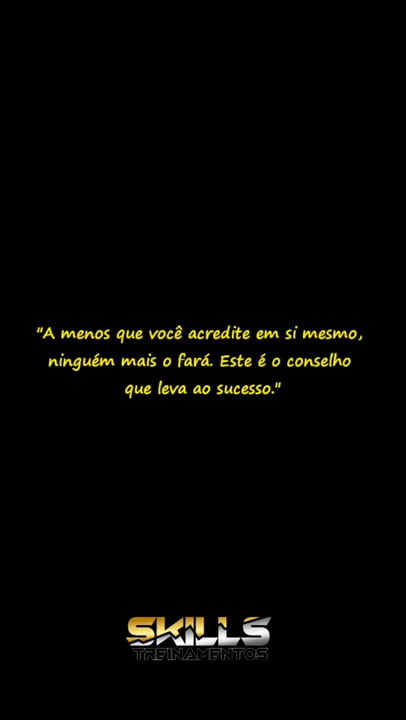 "A menos que você acredite em si mesmo,
ninguém mais o fará. Este é o conselho
que leva ao sucesso."
SKILLS
TREINAMENTOS